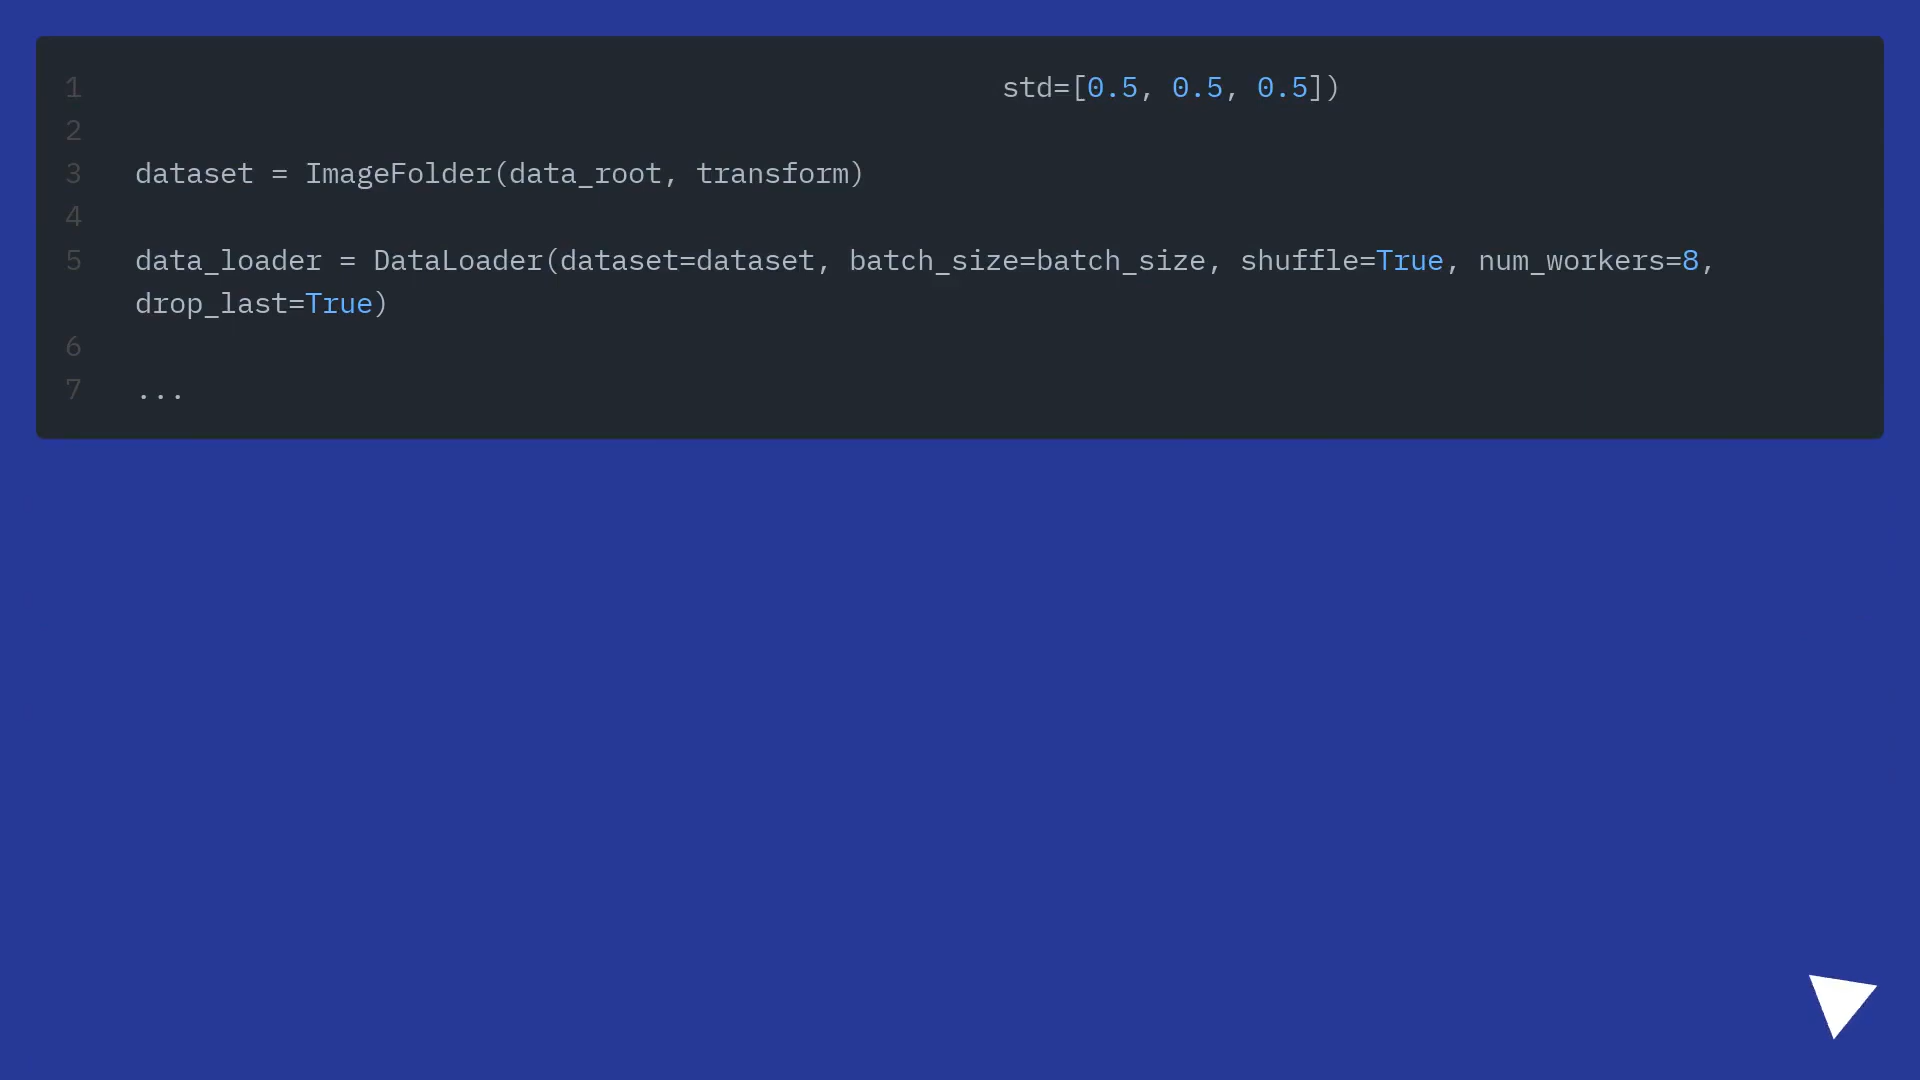 1 std=[0.5, 0.5, 0.5])
2
3 dataset = ImageFolder(data_root, transform)
4
5 data_loader = DataLoader(dataset=dataset, batch_size=batch_size, shuffle=True, num_workers=8,
drop_last=True)
6
7 ...